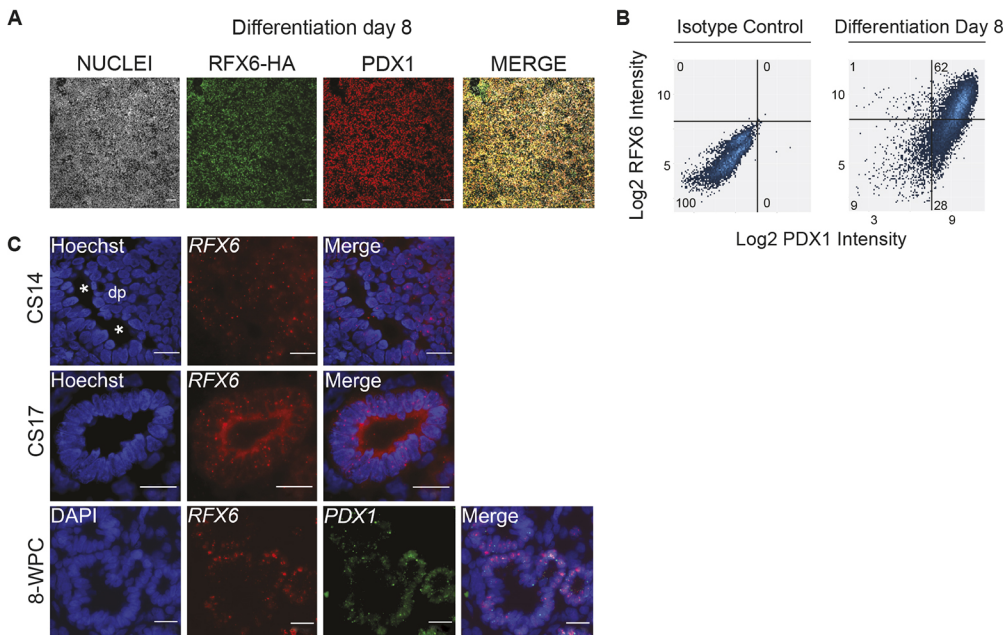 A
Differentiation day 8
NUCLEI RFX6-HA PDX1 MERGE
B
Isotype Control Differentiation Day 8
Log2 RFX6 Intensity
10
5
0 0
100 0
10
5
1 62
9 28
3 9
Log2 PDX1 Intensity
C
CS14
Hoechst RFX6 Merge
* dp
*
CS17
Hoechst RFX6 Merge
8-WPC
DAPI RFX6 PDX1 Merge